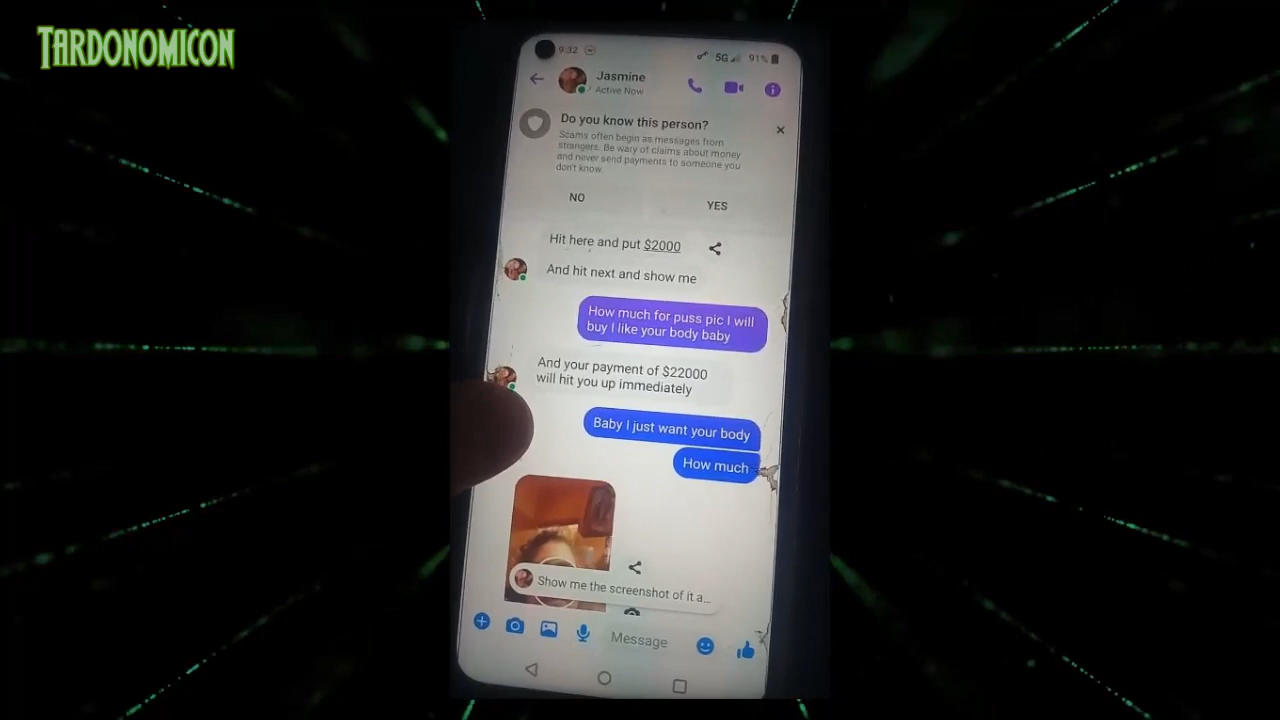 TARDONOMICON
9:32
5G 91%
Jasmine
Active Now
Do you know this person?
Scams often begin as messages from
strangers. Be wary of claims about money
and never send payments to someone you
don't know.
NO YES
Hit here and put $2000
And hit next and show me
How much for puss pic I will
buy I like your body baby
And your payment of $22000
will hit you up immediately
Baby I just want your body
How much
Show me the screenshot of it a...
Message